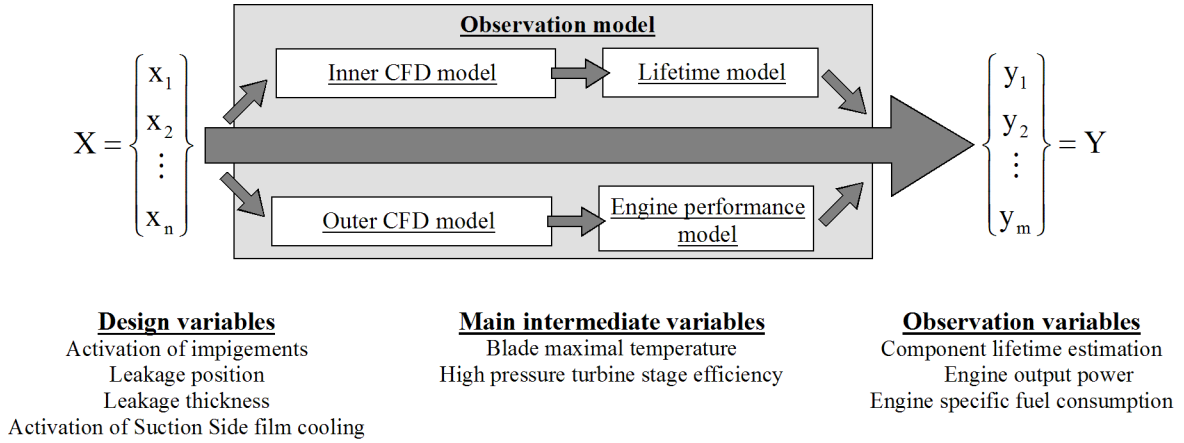 Observation model
Inner CFD model
Lifetime model
X = { x1 x2 ⋮ xn }
{ y1 y2 ⋮ ym } = Y
Outer CFD model
Engine performance
model
Design variables
Activation of impigements
Leakage position
Leakage thickness
Activation of Suction Side film cooling
Main intermediate variables
Blade maximal temperature
High pressure turbine stage efficiency
Observation variables
Component lifetime estimation
Engine output power
Engine specific fuel consumption